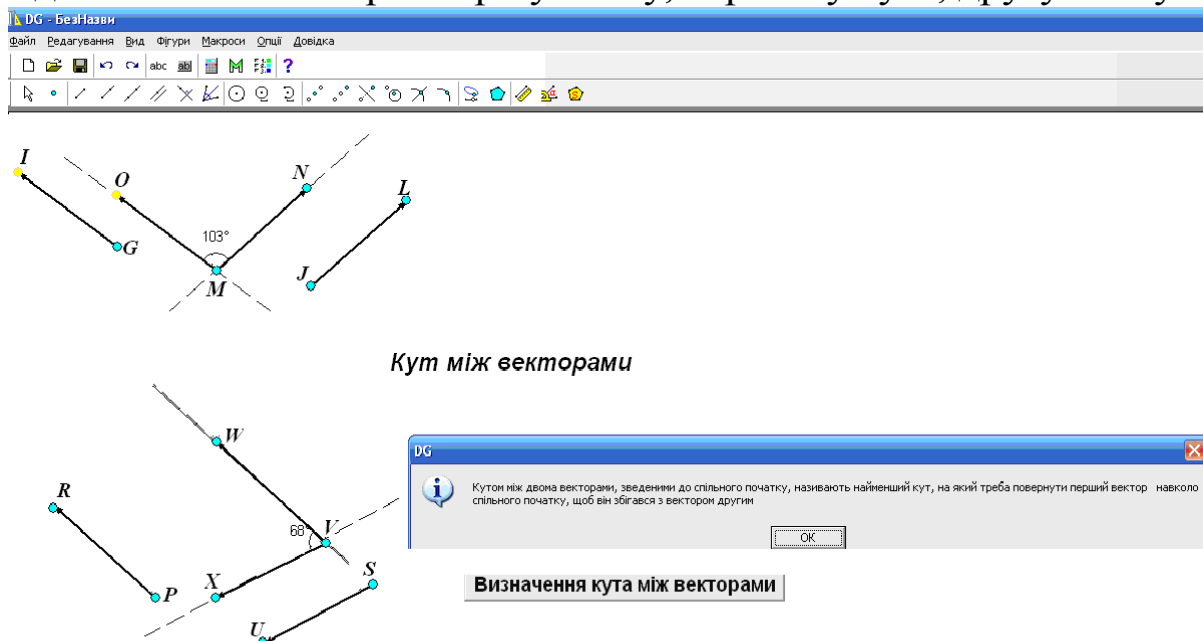 DG - БезНазви
Файл Редагування Вид Фігури Макроси Опції Довідка
abc ab
I
O
N
L
103°
G
J
M
Кут між векторами
W
DG
R
Кутом між двома векторами, зведеними до спільного початку, називають найменший кут, на який треба повернути перший вектор навколо
спільного початку, щоб він збігався з вектором другим
68°
V
OK
S
X
P
Визначення кута між векторами
U